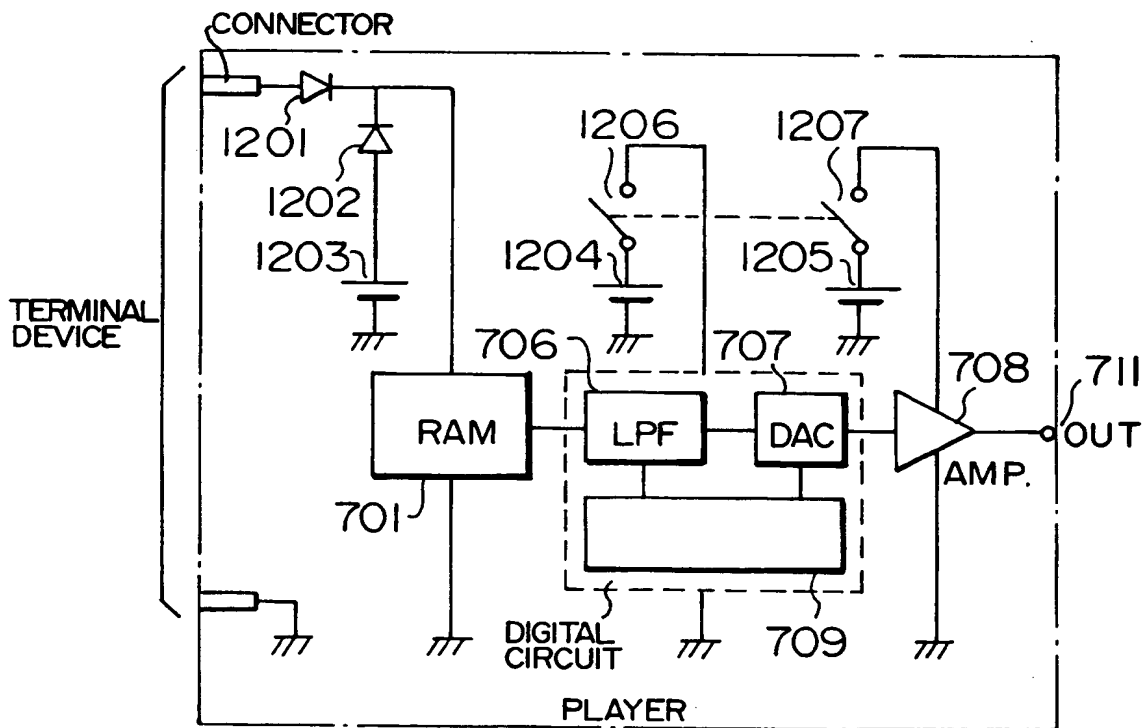 CONNECTOR
1201
1202
1203
1206
1207
1204
1205
TERMINAL
DEVICE
706
707
708
711
RAM
LPF
DAC
OUT
AMP.
701
DIGITAL
CIRCUIT
709
PLAYER